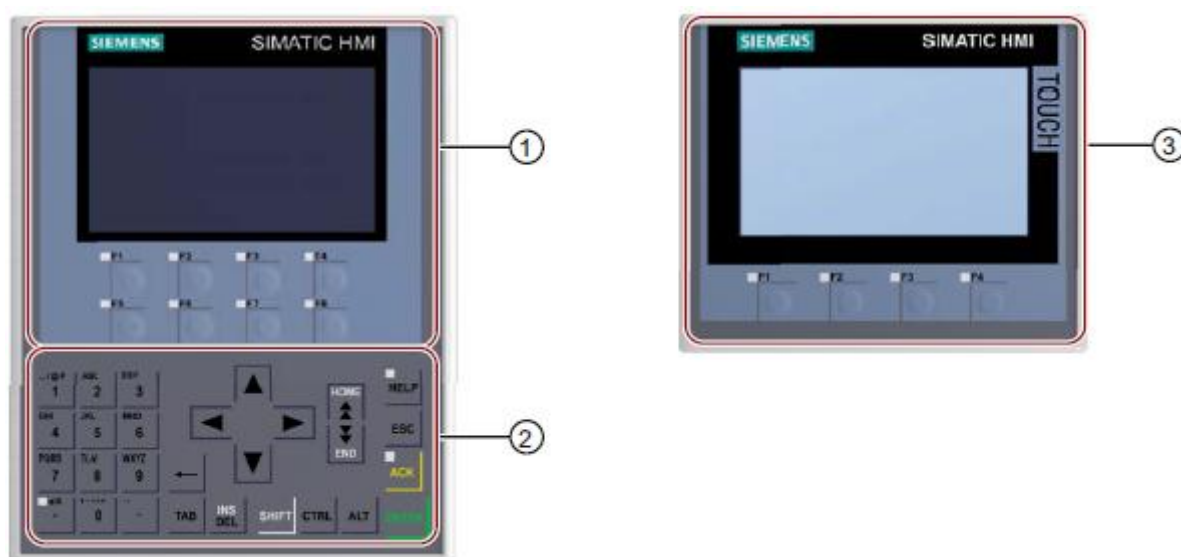 SIEMENS SIMATIC HMI
F1 F2 F3 F4
F5 F6 F7 F8
1
SIEMENS SIMATIC HMI
TOUCH
F1 F2 F3 F4
3
1 2 3
HOME
HELP
4 5 6
ESC
2
END
7 8 9
ACK
0
TAB INS DEL SHIFT CTRL ALT